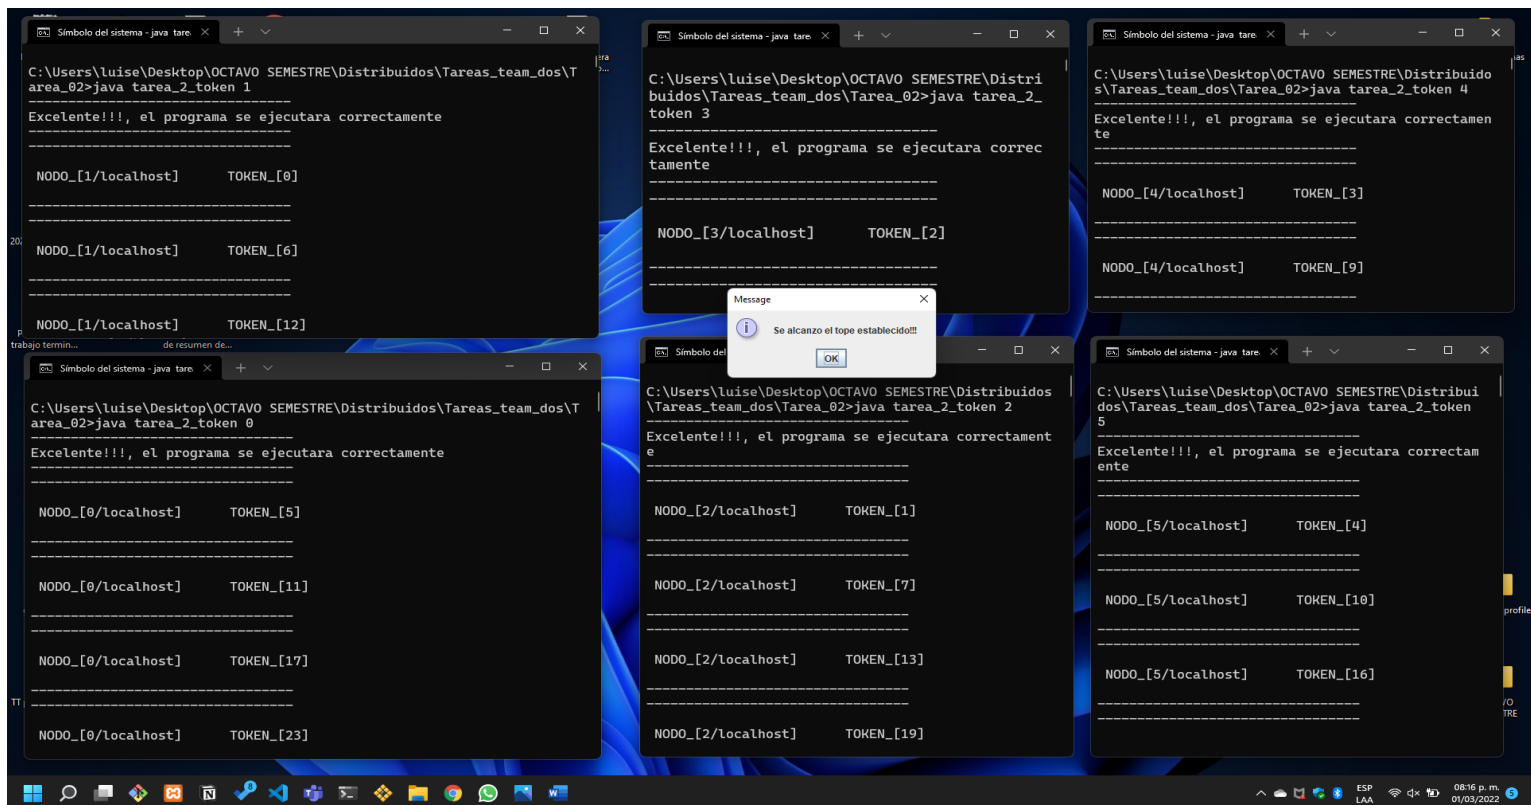 Símbolo del sistema - java tare
C:\Users\luise\Desktop\OCTAVO SEMESTRE\Distribuidos\Tareas_team_dos\T
area_02>java tarea_2_token 1
---------------------------------
Excelente!!!, el programa se ejecutara correctamente
---------------------------------
---------------------------------
NODO_[1/localhost] TOKEN_[0]
---------------------------------
---------------------------------
NODO_[1/localhost] TOKEN_[6]
---------------------------------
---------------------------------
NODO_[1/localhost] TOKEN_[12]
Símbolo del sistema - java tare
C:\Users\luise\Desktop\OCTAVO SEMESTRE\Distri
buidos\Tareas_team_dos\Tarea_02>java tarea_2_
token 3
---------------------------------
Excelente!!!, el programa se ejecutara correc
tamente
---------------------------------
---------------------------------
NODO_[3/localhost] TOKEN_[2]
---------------------------------
---------------------------------
Símbolo del sistema - java tare
C:\Users\luise\Desktop\OCTAVO SEMESTRE\Distribuido
s\Tareas_team_dos\Tarea_02>java tarea_2_token 4
---------------------------------
Excelente!!!, el programa se ejecutara correctamen
te
---------------------------------
---------------------------------
NODO_[4/localhost] TOKEN_[3]
---------------------------------
---------------------------------
NODO_[4/localhost] TOKEN_[9]
---------------------------------
Message
Se alcanzo el tope establecido!!!
OK
trabajo termin...
de resumen de...
Símbolo del sistema - java tare
C:\Users\luise\Desktop\OCTAVO SEMESTRE\Distribuidos\Tareas_team_dos\T
area_02>java tarea_2_token 0
---------------------------------
Excelente!!!, el programa se ejecutara correctamente
---------------------------------
---------------------------------
NODO_[0/localhost] TOKEN_[5]
---------------------------------
---------------------------------
NODO_[0/localhost] TOKEN_[11]
---------------------------------
---------------------------------
NODO_[0/localhost] TOKEN_[17]
---------------------------------
---------------------------------
NODO_[0/localhost] TOKEN_[23]
Símbolo del
C:\Users\luise\Desktop\OCTAVO SEMESTRE\Distribuidos
\Tareas_team_dos\Tarea_02>java tarea_2_token 2
---------------------------------
Excelente!!!, el programa se ejecutara correctament
e
---------------------------------
---------------------------------
NODO_[2/localhost] TOKEN_[1]
---------------------------------
---------------------------------
NODO_[2/localhost] TOKEN_[7]
---------------------------------
---------------------------------
NODO_[2/localhost] TOKEN_[13]
---------------------------------
---------------------------------
NODO_[2/localhost] TOKEN_[19]
Símbolo del sistema - java tare
C:\Users\luise\Desktop\OCTAVO SEMESTRE\Distribui
dos\Tareas_team_dos\Tarea_02>java tarea_2_token
5
---------------------------------
Excelente!!!, el programa se ejecutara correctam
ente
---------------------------------
---------------------------------
NODO_[5/localhost] TOKEN_[4]
---------------------------------
---------------------------------
NODO_[5/localhost] TOKEN_[10]
---------------------------------
---------------------------------
NODO_[5/localhost] TOKEN_[16]
---------------------------------
---------------------------------
profile
TT
ESP
LAA
08:16 p. m.
01/03/2022
5
8